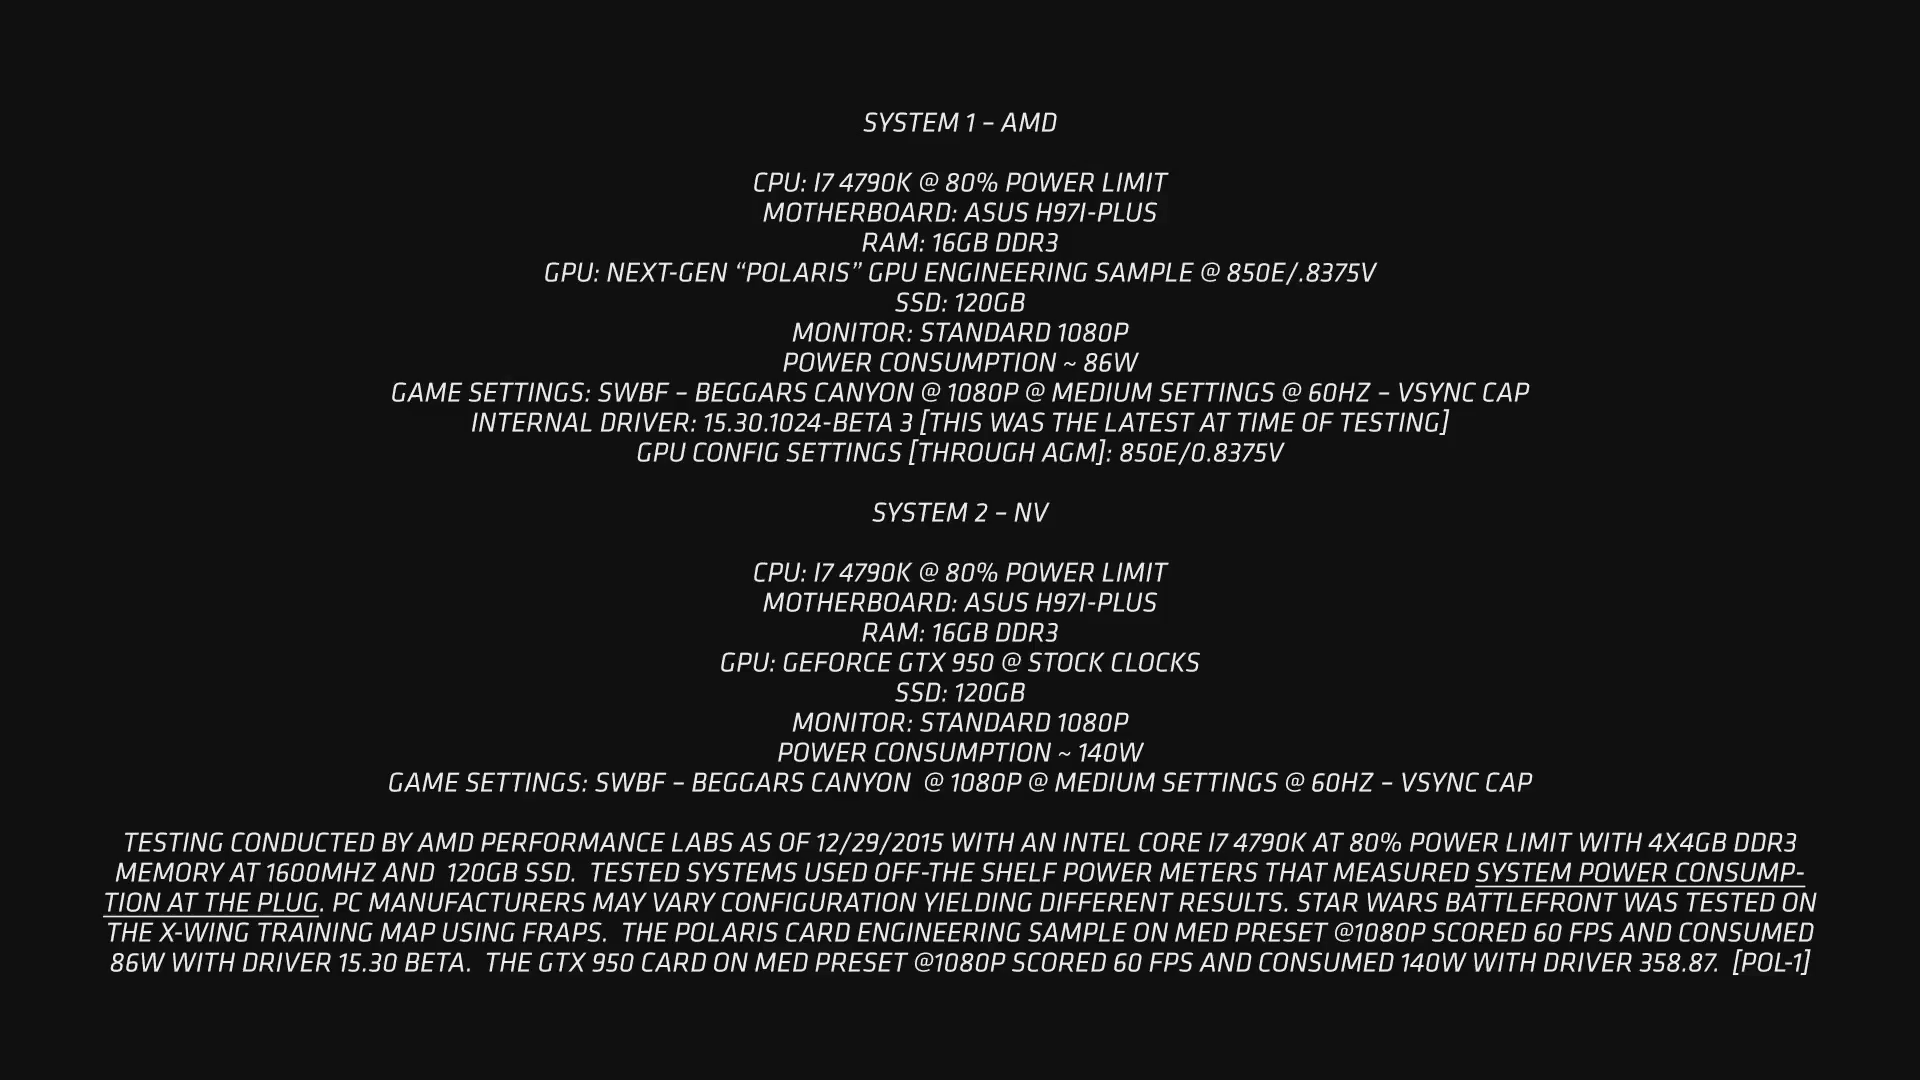 SYSTEM 1 – AMD
CPU: I7 4790K @ 80% POWER LIMIT
MOTHERBOARD: ASUS H97I-PLUS
RAM: 16GB DDR3
GPU: NEXT-GEN “POLARIS” GPU ENGINEERING SAMPLE @ 850E/.8375V
SSD: 120GB
MONITOR: STANDARD 1080P
POWER CONSUMPTION ~ 86W
GAME SETTINGS: SWBF – BEGGARS CANYON @ 1080P @ MEDIUM SETTINGS @ 60HZ – VSYNC CAP
INTERNAL DRIVER: 15.30.1024-BETA 3 [THIS WAS THE LATEST AT TIME OF TESTING]
GPU CONFIG SETTINGS [THROUGH AGM]: 850E/0.8375V
SYSTEM 2 – NV
CPU: I7 4790K @ 80% POWER LIMIT
MOTHERBOARD: ASUS H97I-PLUS
RAM: 16GB DDR3
GPU: GEFORCE GTX 950 @ STOCK CLOCKS
SSD: 120GB
MONITOR: STANDARD 1080P
POWER CONSUMPTION ~ 140W
GAME SETTINGS: SWBF – BEGGARS CANYON  @ 1080P @ MEDIUM SETTINGS @ 60HZ – VSYNC CAP
TESTING CONDUCTED BY AMD PERFORMANCE LABS AS OF 12/29/2015 WITH AN INTEL CORE I7 4790K AT 80% POWER LIMIT WITH 4X4GB DDR3
MEMORY AT 1600MHZ AND  120GB SSD.  TESTED SYSTEMS USED OFF-THE SHELF POWER METERS THAT MEASURED SYSTEM POWER CONSUMP-
TION AT THE PLUG. PC MANUFACTURERS MAY VARY CONFIGURATION YIELDING DIFFERENT RESULTS. STAR WARS BATTLEFRONT WAS TESTED ON
THE X-WING TRAINING MAP USING FRAPS.  THE POLARIS CARD ENGINEERING SAMPLE ON MED PRESET @1080P SCORED 60 FPS AND CONSUMED
86W WITH DRIVER 15.30 BETA.  THE GTX 950 CARD ON MED PRESET @1080P SCORED 60 FPS AND CONSUMED 140W WITH DRIVER 358.87.  [POL-1]